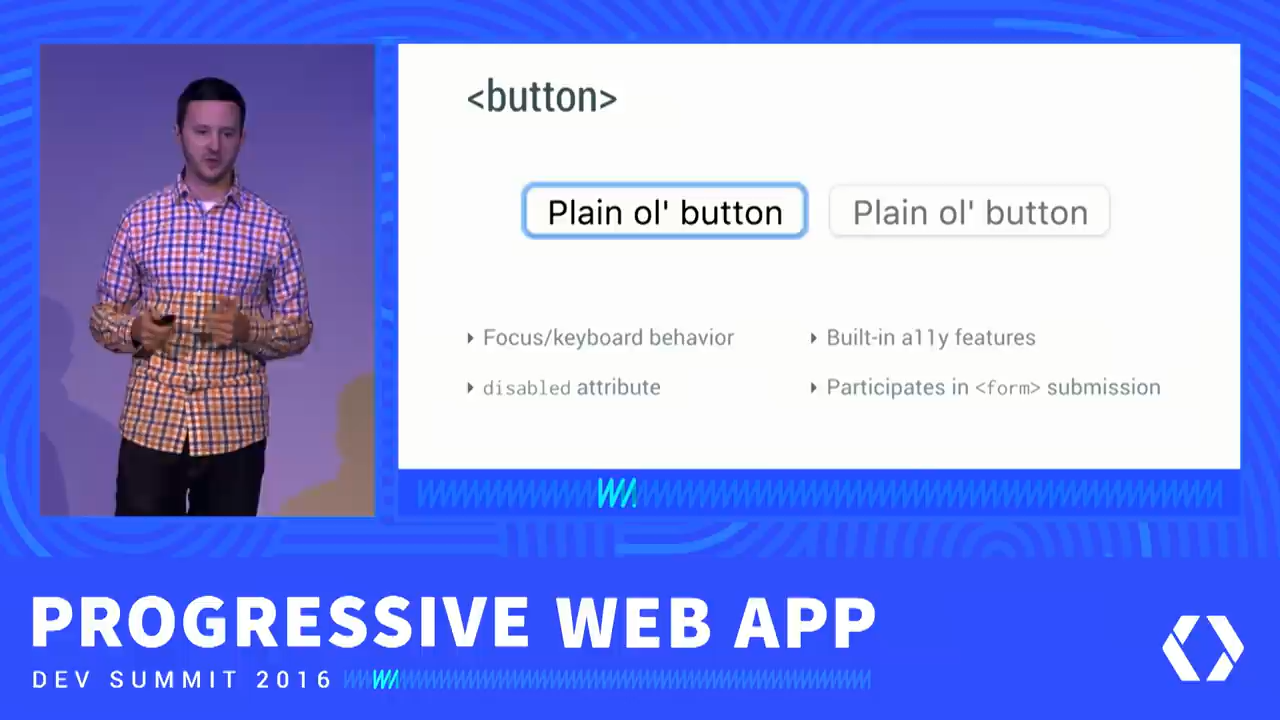 <button>
Plain ol' button
Plain ol' button
Focus/keyboard behavior
Built-in a11y features
disabled attribute
Participates in <form> submission
PROGRESSIVE WEB APP
DEV SUMMIT 2016